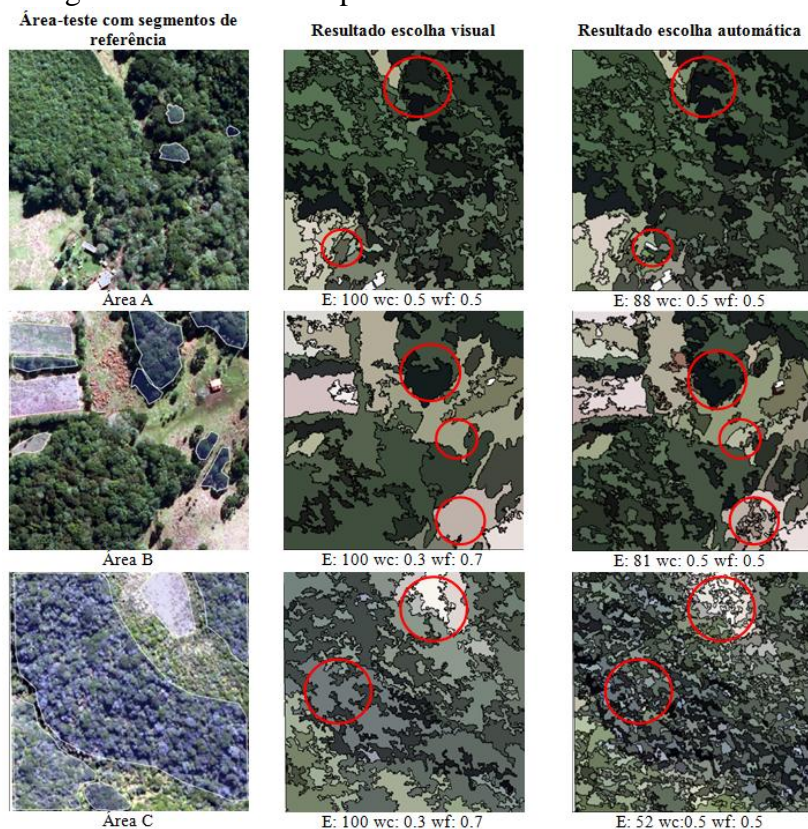 Área-teste com segmentos de
referência
Resultado escolha visual
Resultado escolha automática
Área A
E: 100 wc: 0.5 wf: 0.5
E: 88 wc: 0.5 wf: 0.5
Área B
E: 100 wc: 0.3 wf: 0.7
E: 81 wc: 0.5 wf: 0.5
Área C
E: 100 wc: 0.3 wf: 0.7
E: 52 wc:0.5 wf: 0.5